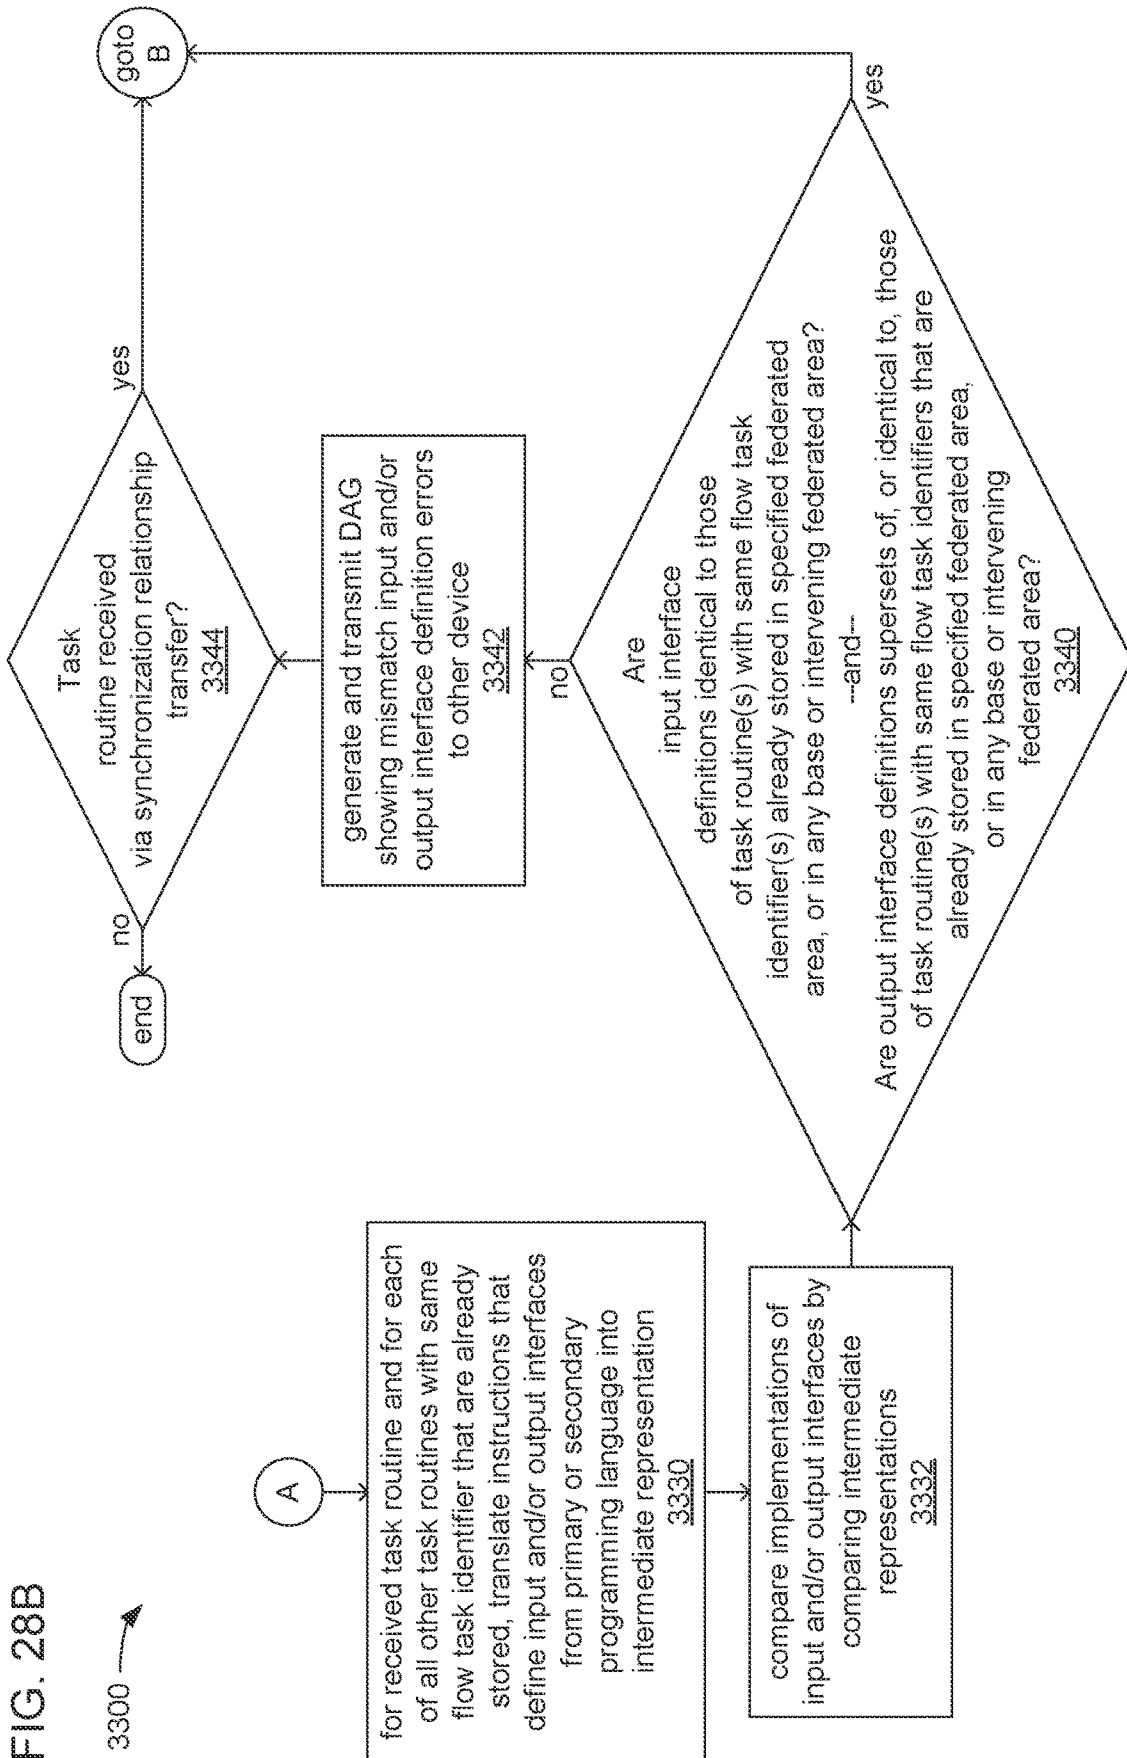 FIG. 28B
3300
A
for received task routine and for each
of all other task routines with same
flow task identifier that are already
stored, translate instructions that
define input and/or output interfaces
from primary or secondary
programming language into
intermediate representation
3330
compare implementations of
input and/or output interfaces by
comparing intermediate
representations
3332
Are
input interface
definitions identical to those
of task routine(s) with same flow task
identifier(s) already stored in specified federated
area, or in any base or intervening federated area?
--and--
Are output interface definitions supersets of, or identical to, those
of task routine(s) with same flow task identifiers that are
already stored in specified federated area,
or in any base or intervening
federated area?
3340
no
yes
generate and transmit DAG
showing mismatch input and/or
output interface definition errors
to other device
3342
Task
routine received
via synchronization relationship
transfer?
3344
no
yes
end
goto
B